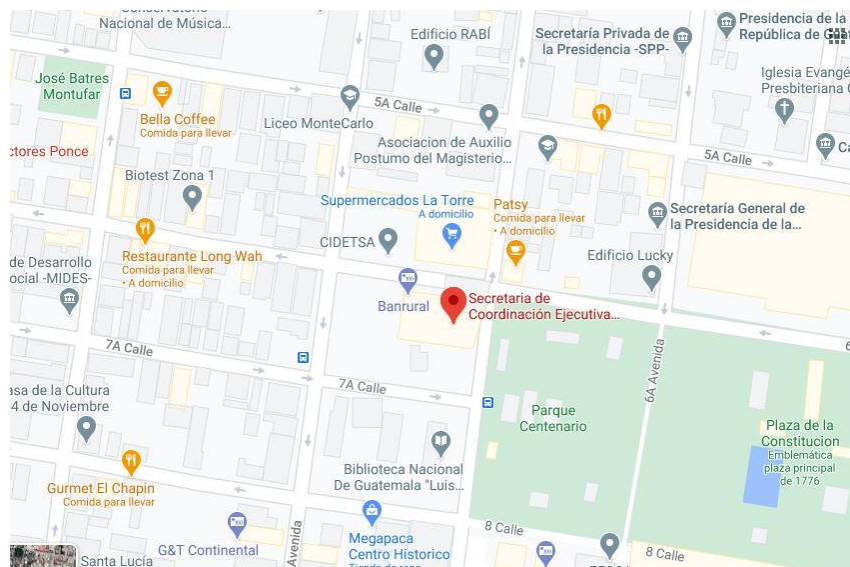 Nacional de Música...
Edificio RABÍ
Secretaría Privada de
la Presidencia -SPP-
Presidencia de la
República de
José Batres
Montufar
Bella Coffee
Comida para llevar
Liceo MonteCarlo
5A Calle
Iglesia Evangé
Presbiteriana
ctores Ponce
Asociacion de Auxilio
Postumo del Magisterio...
5A Calle
Ca
Biotest Zona 1
Supermercados La Torre
A domicilio
Patsy
Comida para llevar
• A domicilio
Secretaría General de
la Presidencia de la...
CIDETSA
Restaurante Long Wah
Comida para llevar
• A domicilio
de Desarrollo
ocial -MIDES-
Edificio Lucky
Banrural
Secretaria de
Coordinación Ejecutiva...
7A Calle
7A Calle
6
6A Avenida
asa de la Cultura
4 de Noviembre
Parque
Centenario
Plaza de la
Constitucion
Emblemática
plaza principal
de 1776
Biblioteca Nacional
De Guatemala "Luis...
Gurmet El Chapin
Comida para llevar
G&T Continental
Avenida
Megapaca
Centro Historico
8 Calle
8 Calle
Santa Lucía